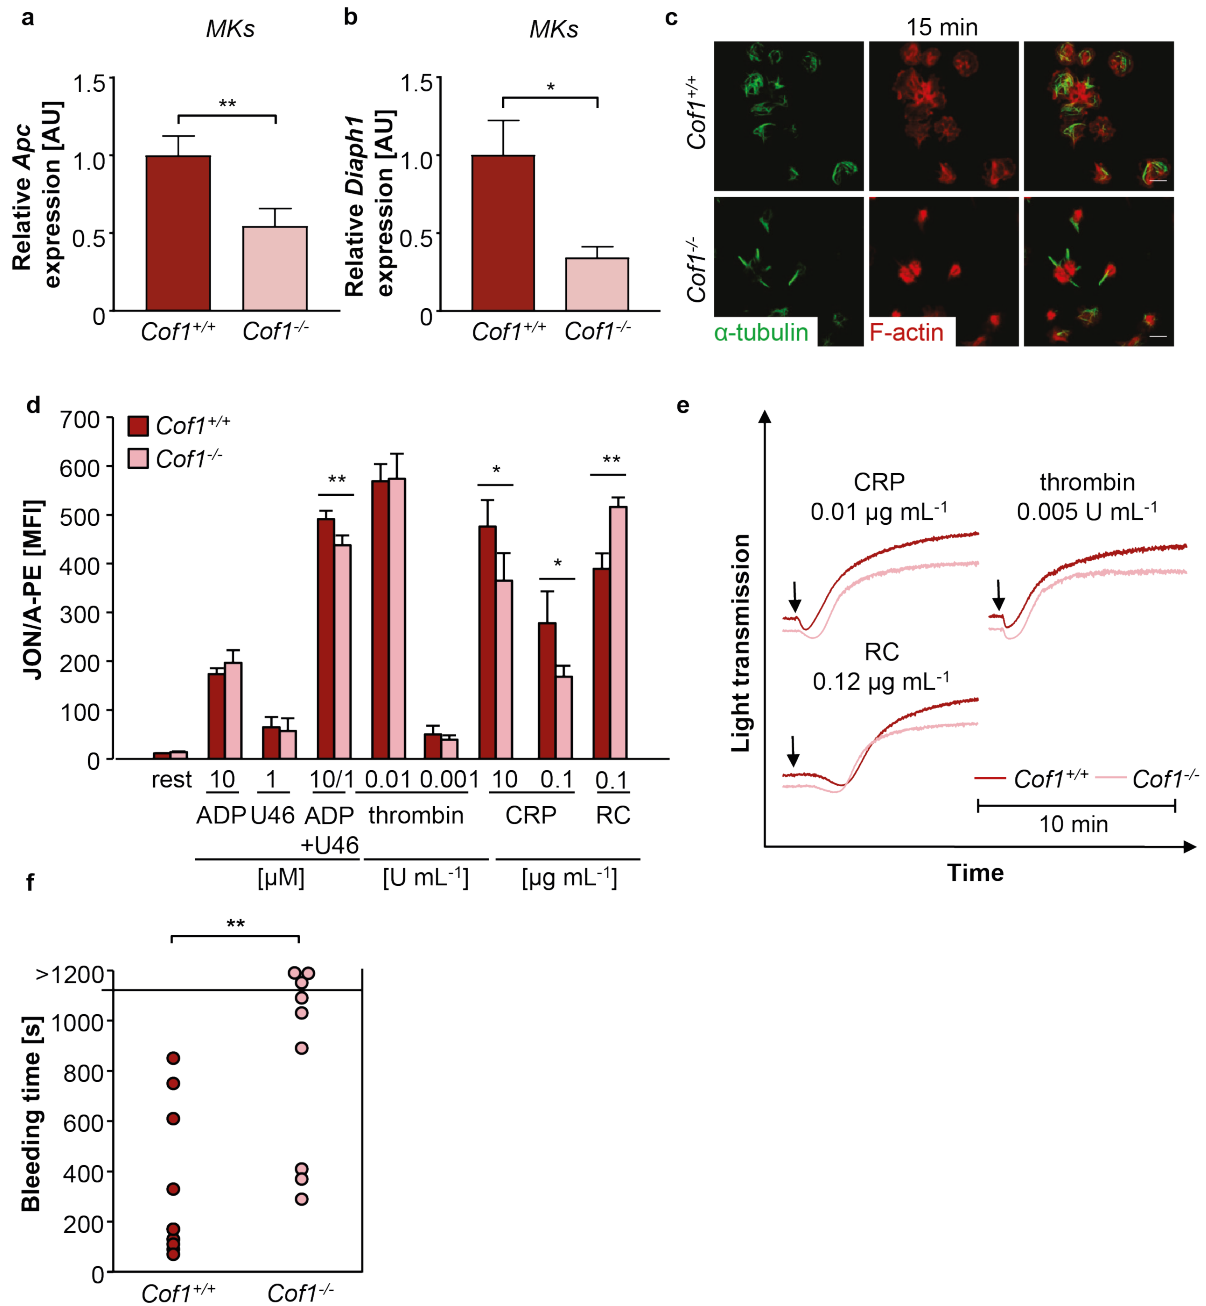 a
MKs
Relative Apc
expression [AU]
1.5
1.0
0.5
0
**
Cof1+/+
Cof1-/-
b
MKs
Relative Diaph1
expression [AU]
1.5
1.0
0.5
0
*
Cof1+/+
Cof1-/-
c
15 min
Cof1+/+
Cof1-/-
α-tubulin
F-actin
d
JON/A-PE [MFI]
700
600
500
400
300
200
100
0
Cof1+/+
Cof1-/-
**
*
*
**
rest 10 1 10/1 0.01 0.001 10 0.1 0.1
ADP U46 ADP thrombin CRP RC
+U46
[µM] [U mL-1] [µg mL-1]
e
Light transmission
CRP
0.01 µg mL-1
thrombin
0.005 U mL-1
RC
0.12 µg mL-1
Cof1+/+ Cof1-/-
10 min
Time
f
Bleeding time [s]
**
>1200
1000
800
600
400
200
0
Cof1+/+
Cof1-/-